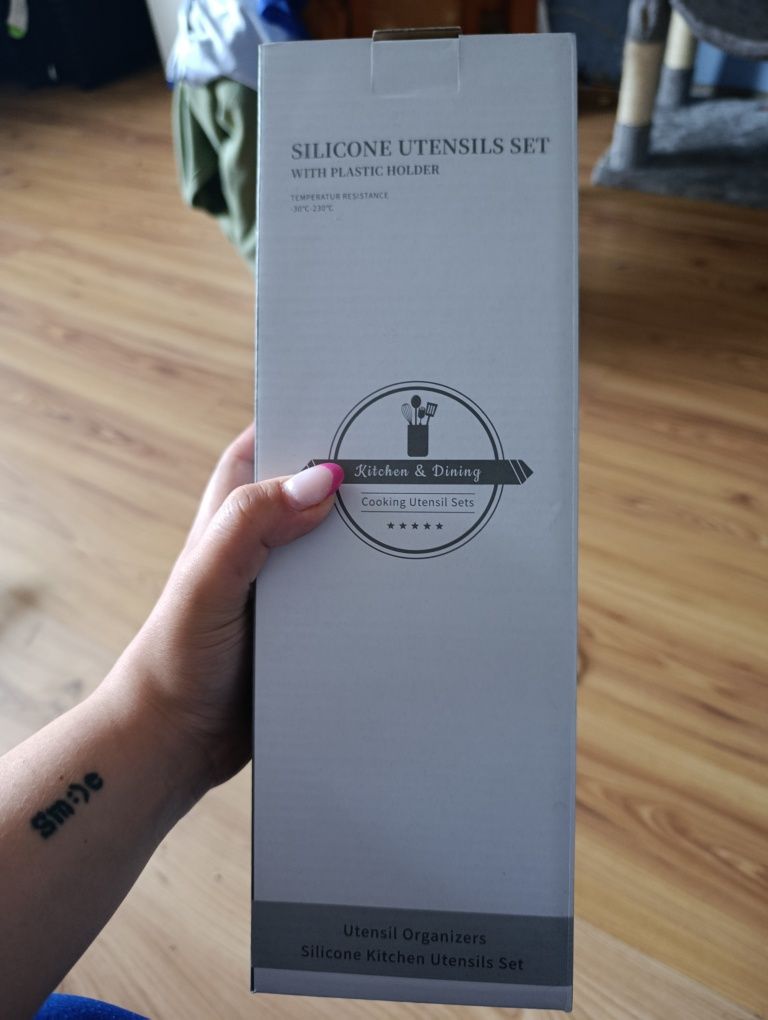 SILICONE UTENSILS SET
WITH PLASTIC HOLDER
TEMPERATUR RESISTANCE
-30℃-230℃
Kitchen & Dining
Cooking Utensil Sets
Sm:)e
Utensil Organizers
Silicone Kitchen Utensils Set